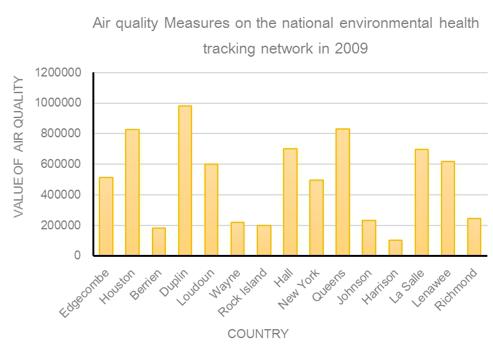 Air quality Measures on the national environmental health
tracking network in 2009
VALUE OF AIR QUALITY
1200000
1000000
800000
600000
400000
200000
0
Edgecombe
Houston
Berrien
Duplin
Loudoun
Wayne
Rock Island
Hall
New York
Queens
Johnson
Harrison
La Salle
Lenawee
Richmond
COUNTRY